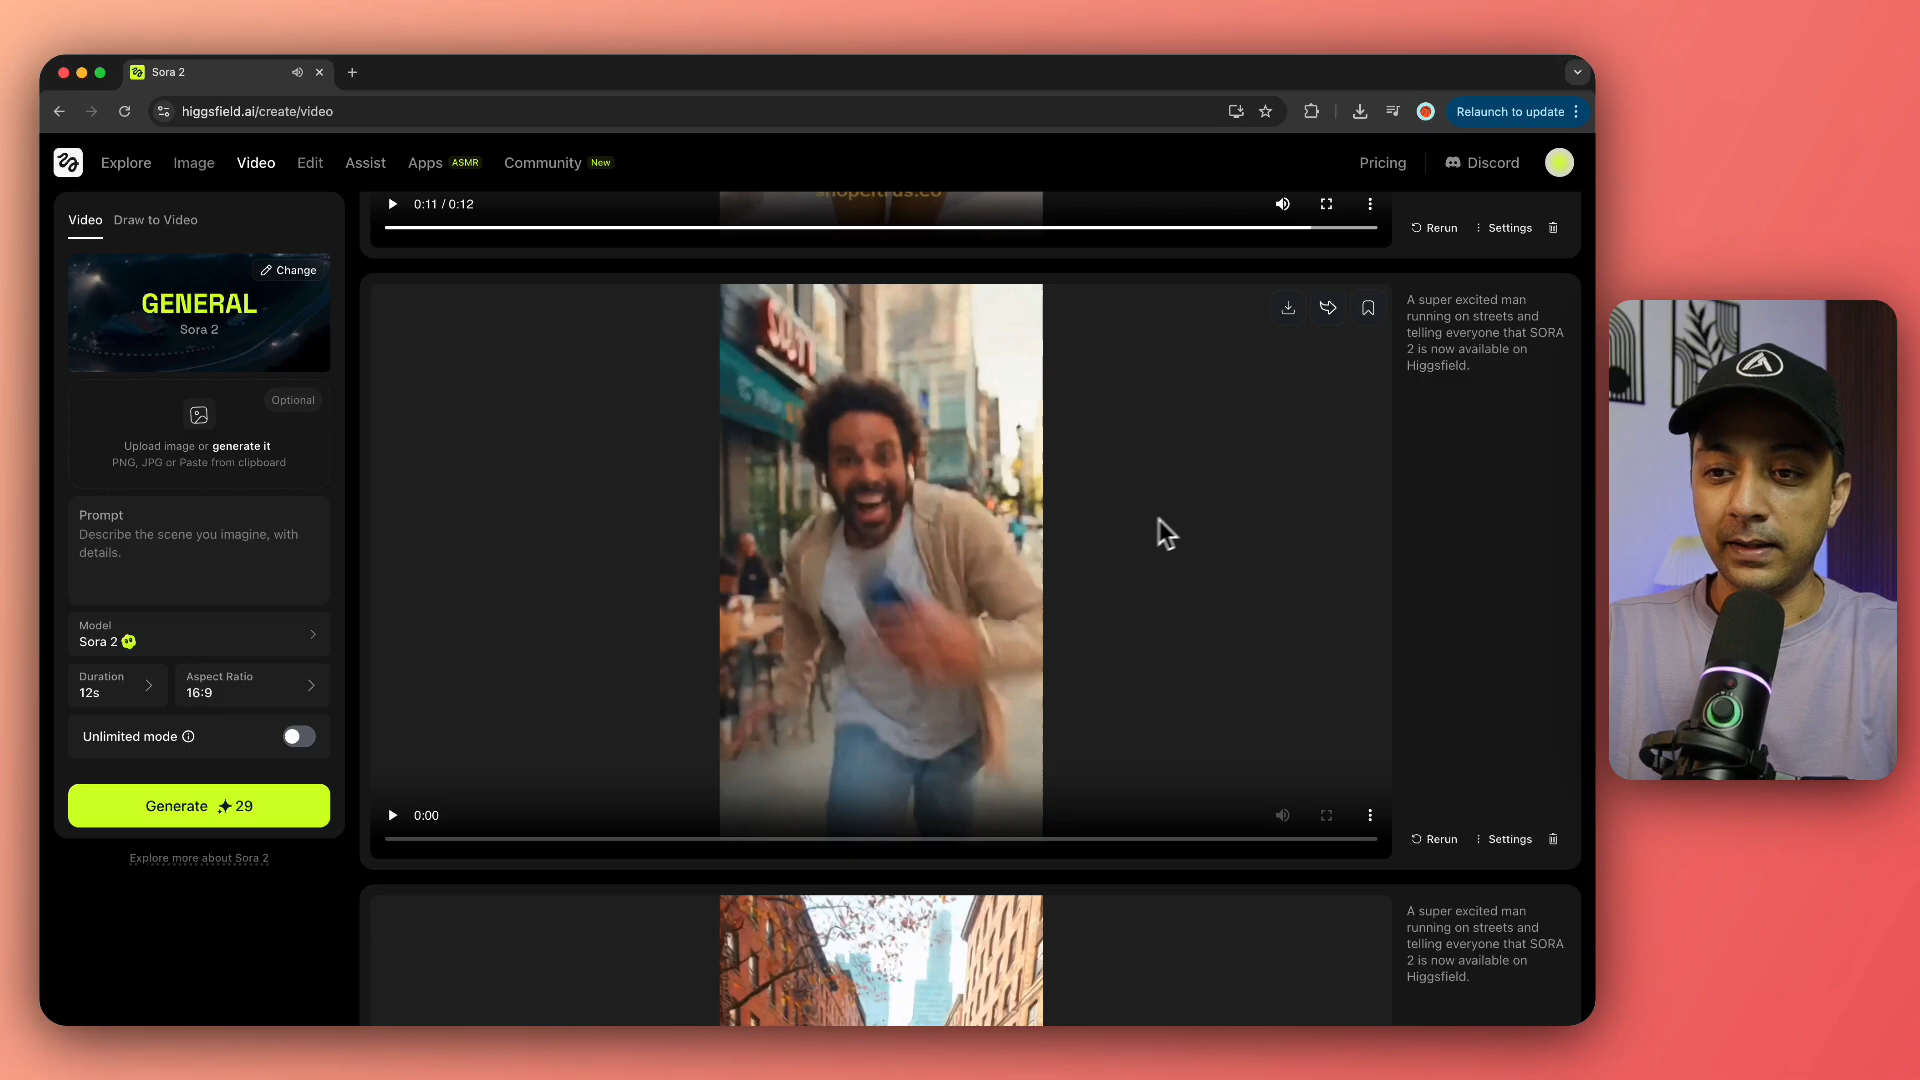 Sora 2
higgsfield.ai/create/video
Relaunch to update
Explore
Image
Video
Edit
Assist
Apps ASMR
Community New
Pricing
Discord
Video
Draw to Video
Change
GENERAL
Sora 2
Optional
Upload image or generate it
PNG, JPG or Paste from clipboard
Prompt
Describe the scene you imagine, with
details.
Model
Sora 2
Duration
12s
Aspect Ratio
16:9
Unlimited mode
Generate 29
Explore more about Sora 2
shopcitrus.co
0:11 / 0:12
Rerun
Settings
A super excited man
running on streets and
telling everyone that SORA
2 is now available on
Higgsfield.
0:00
Rerun
Settings
A super excited man
running on streets and
telling everyone that SORA
2 is now available on
Higgsfield.